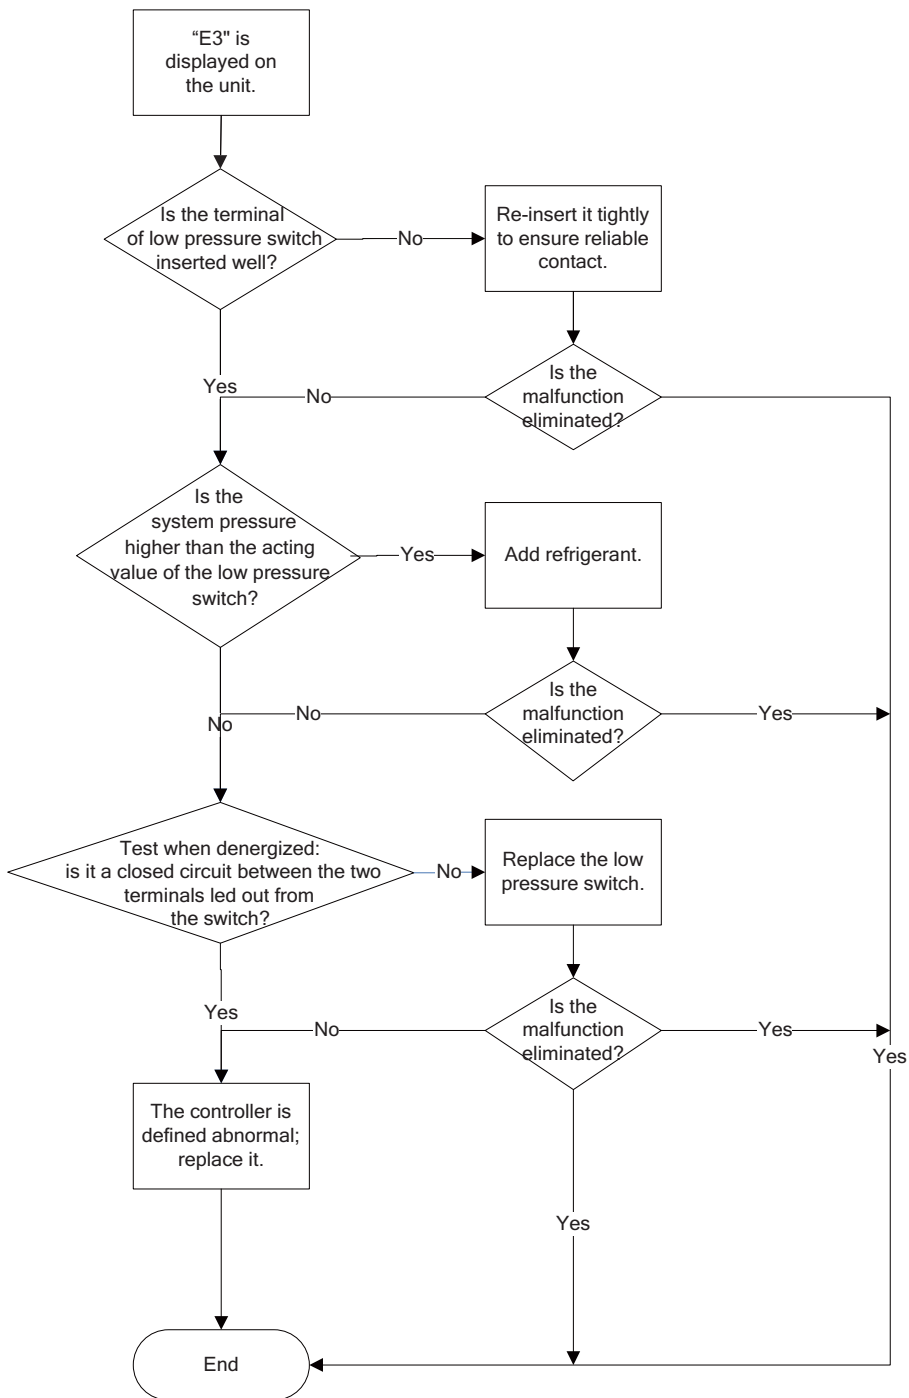 “E3" is
displayed on
the unit.
Is the terminal
of low pressure switch
inserted well?
No
Re-insert it tightly
to ensure reliable
contact.
Yes
No
Is the
malfunction
eliminated?
Is the
system pressure
higher than the acting
value of the low pressure
switch?
Yes
Add refrigerant.
No
No
Is the
malfunction
eliminated?
Yes
Test when denergized:
is it a closed circuit between the two
terminals led out from
the switch?
No
Replace the low
pressure switch.
Yes
No
Is the
malfunction
eliminated?
Yes
Yes
The controller is
defined abnormal;
replace it.
Yes
End